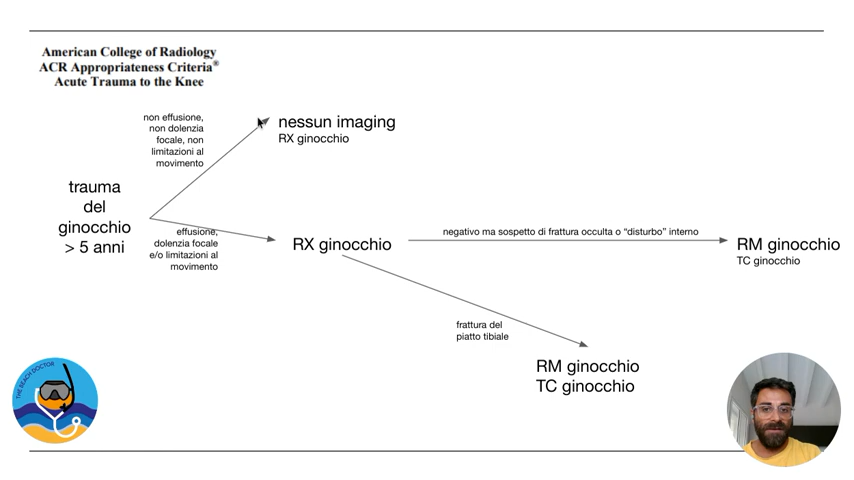 American College of Radiology
ACR Appropriateness Criteria®
Acute Trauma to the Knee
non effusione,
non dolenzia
focale, non
limitazioni al
movimento
nessun imaging
RX ginocchio
trauma
del
ginocchio
> 5 anni
effusione,
dolenzia focale
e/o limitazioni al
movimento
RX ginocchio
negativo ma sospetto di frattura occulta o “disturbo” interno
RM ginocchio
TC ginocchio
frattura del
piatto tibiale
RM ginocchio
TC ginocchio
THE BEACH DOCTOR